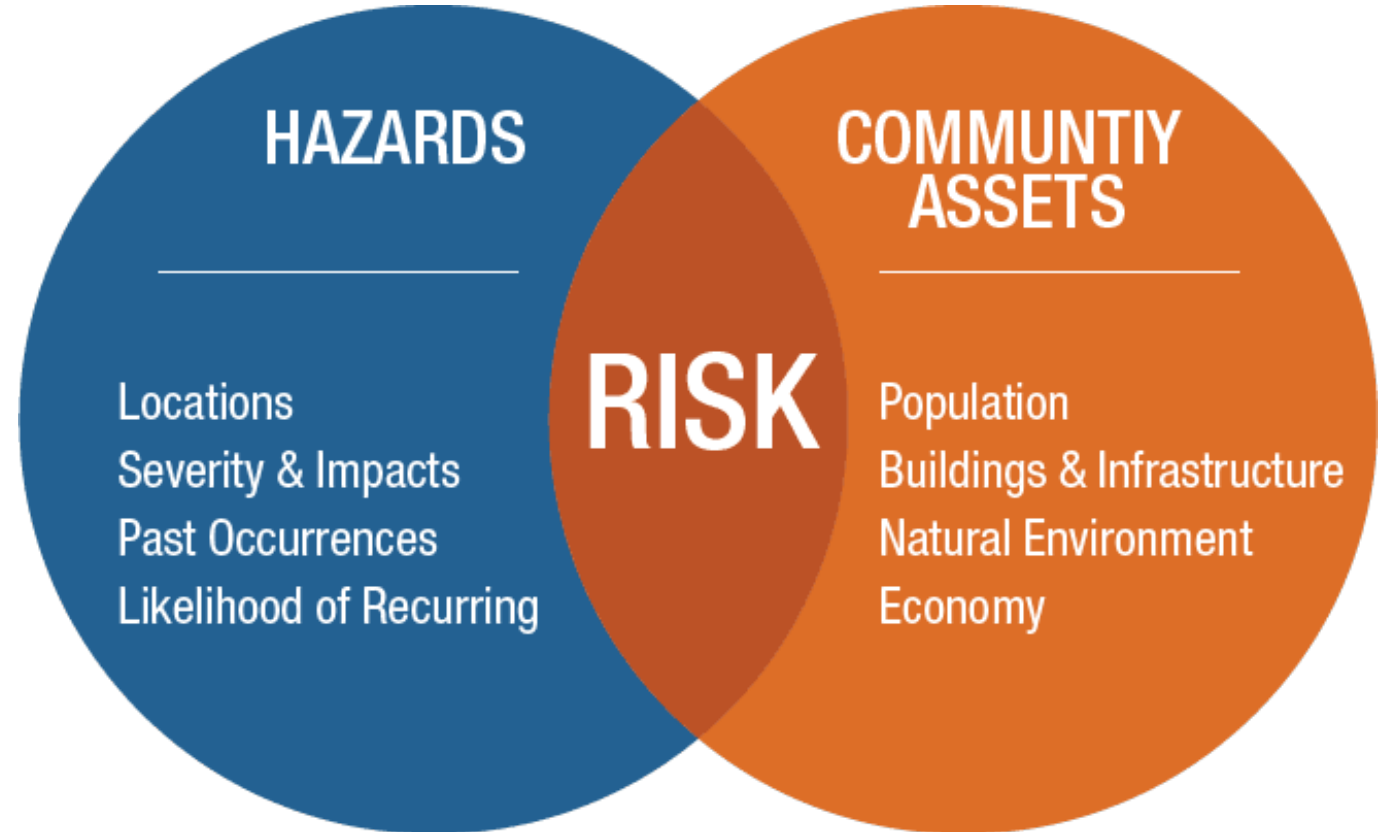 HAZARDS
Locations
Severity & Impacts
Past Occurrences
Likelihood of Recurring
RISK
COMMUNTIY
ASSETS
Population
Buildings & Infrastructure
Natural Environment
Economy